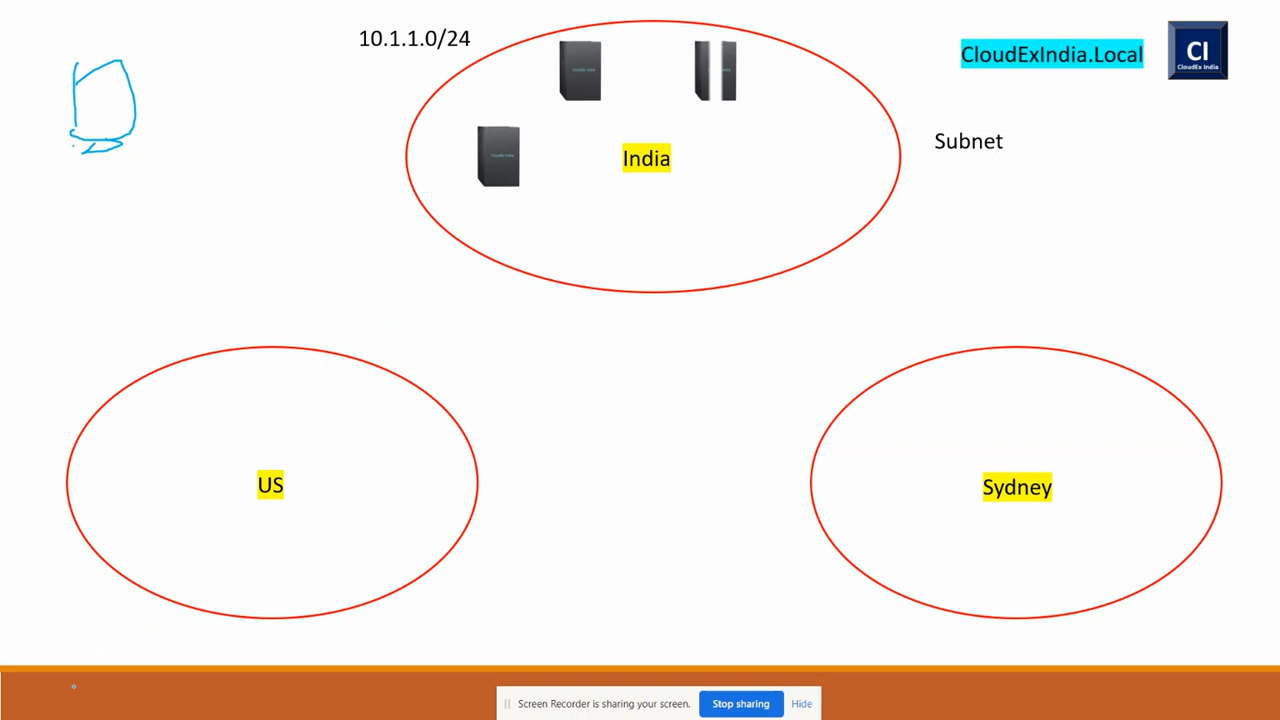 10.1.1.0/24
CloudExIndia.Local
CI
CloudEx India
Subnet
India
US
Sydney
Screen Recorder is sharing your screen.
Stop sharing
Hide